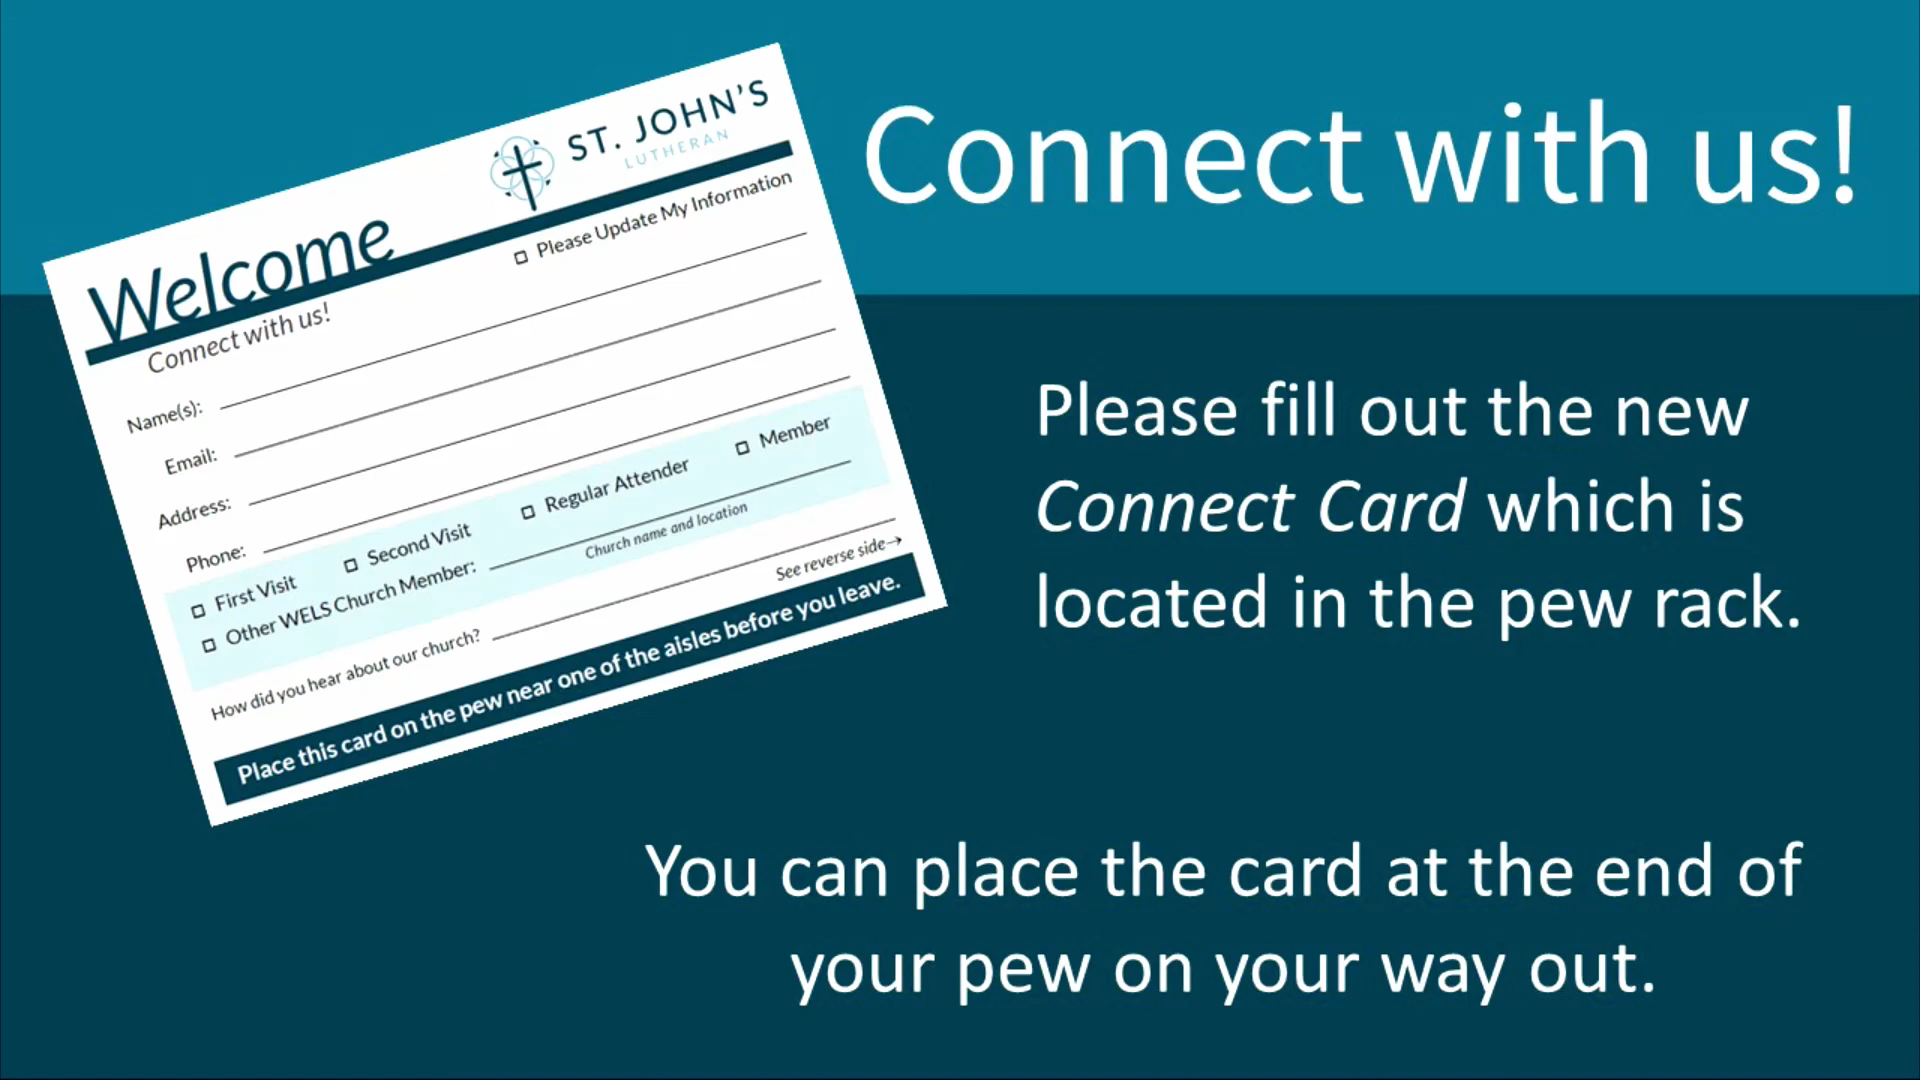 ST. JOHN'S
LUTHERAN
Welcome
Connect with us!
Please Update My Information
Name(s):
Email:
Address:
Phone:
First Visit
Second Visit
Regular Attender
Member
Other WELS Church Member:
Church name and location
How did you hear about our church?
See reverse side→
Place this card on the pew near one of the aisles before you leave.
Connect with us!
Please fill out the new
Connect Card which is
located in the pew rack.
You can place the card at the end of
your pew on your way out.